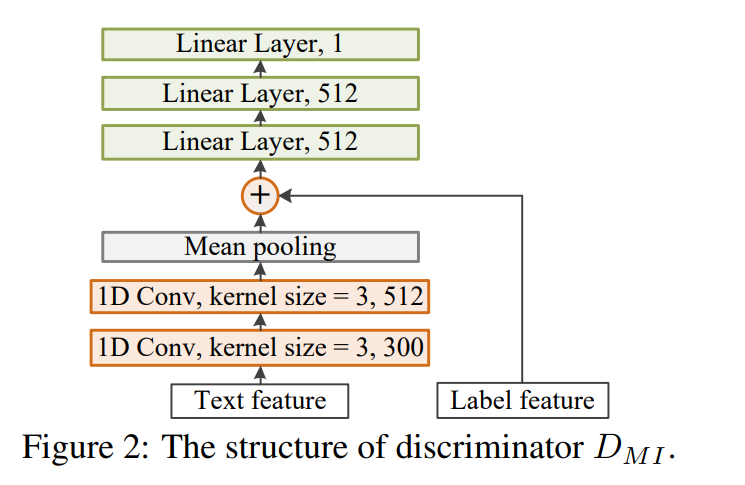 Linear Layer, 1
Linear Layer, 512
Linear Layer, 512
+
Mean pooling
1D Conv, kernel size = 3, 512
1D Conv, kernel size = 3, 300
Text feature
Label feature
Figure 2: The structure of discriminator D_{MI}.